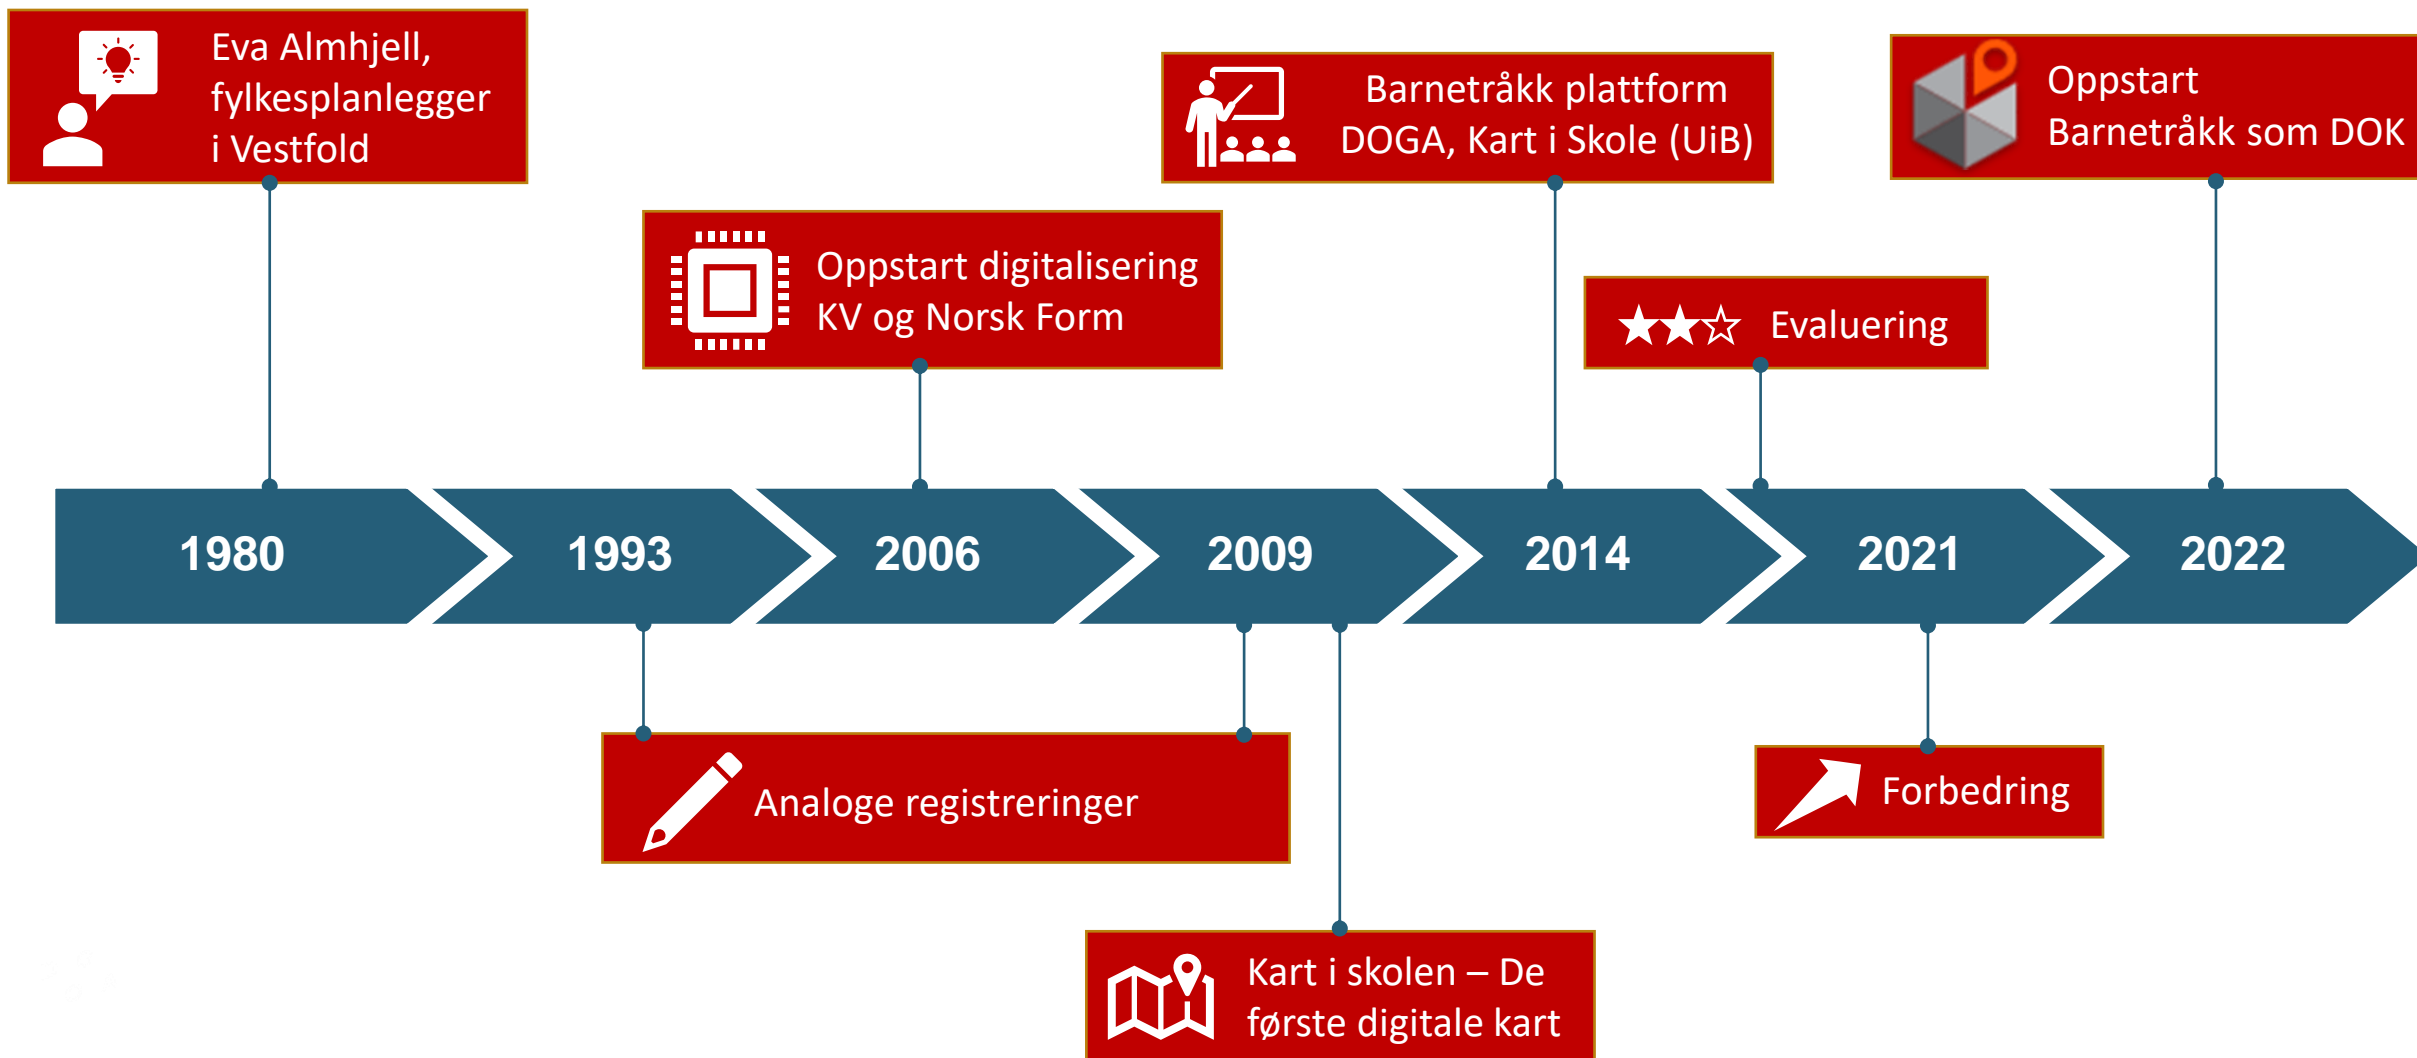 Eva Almhjell,
fylkesplanlegger
i Vestfold
Oppstart digitalisering
KV og Norsk Form
Barnetråkk plattform
DOGA, Kart i Skole (UiB)
Evaluering
Oppstart
Barnetråkk som DOK
1980
1993
2006
2009
2014
2021
2022
Analoge registreringer
Kart i skolen – De
første digitale kart
Forbedring